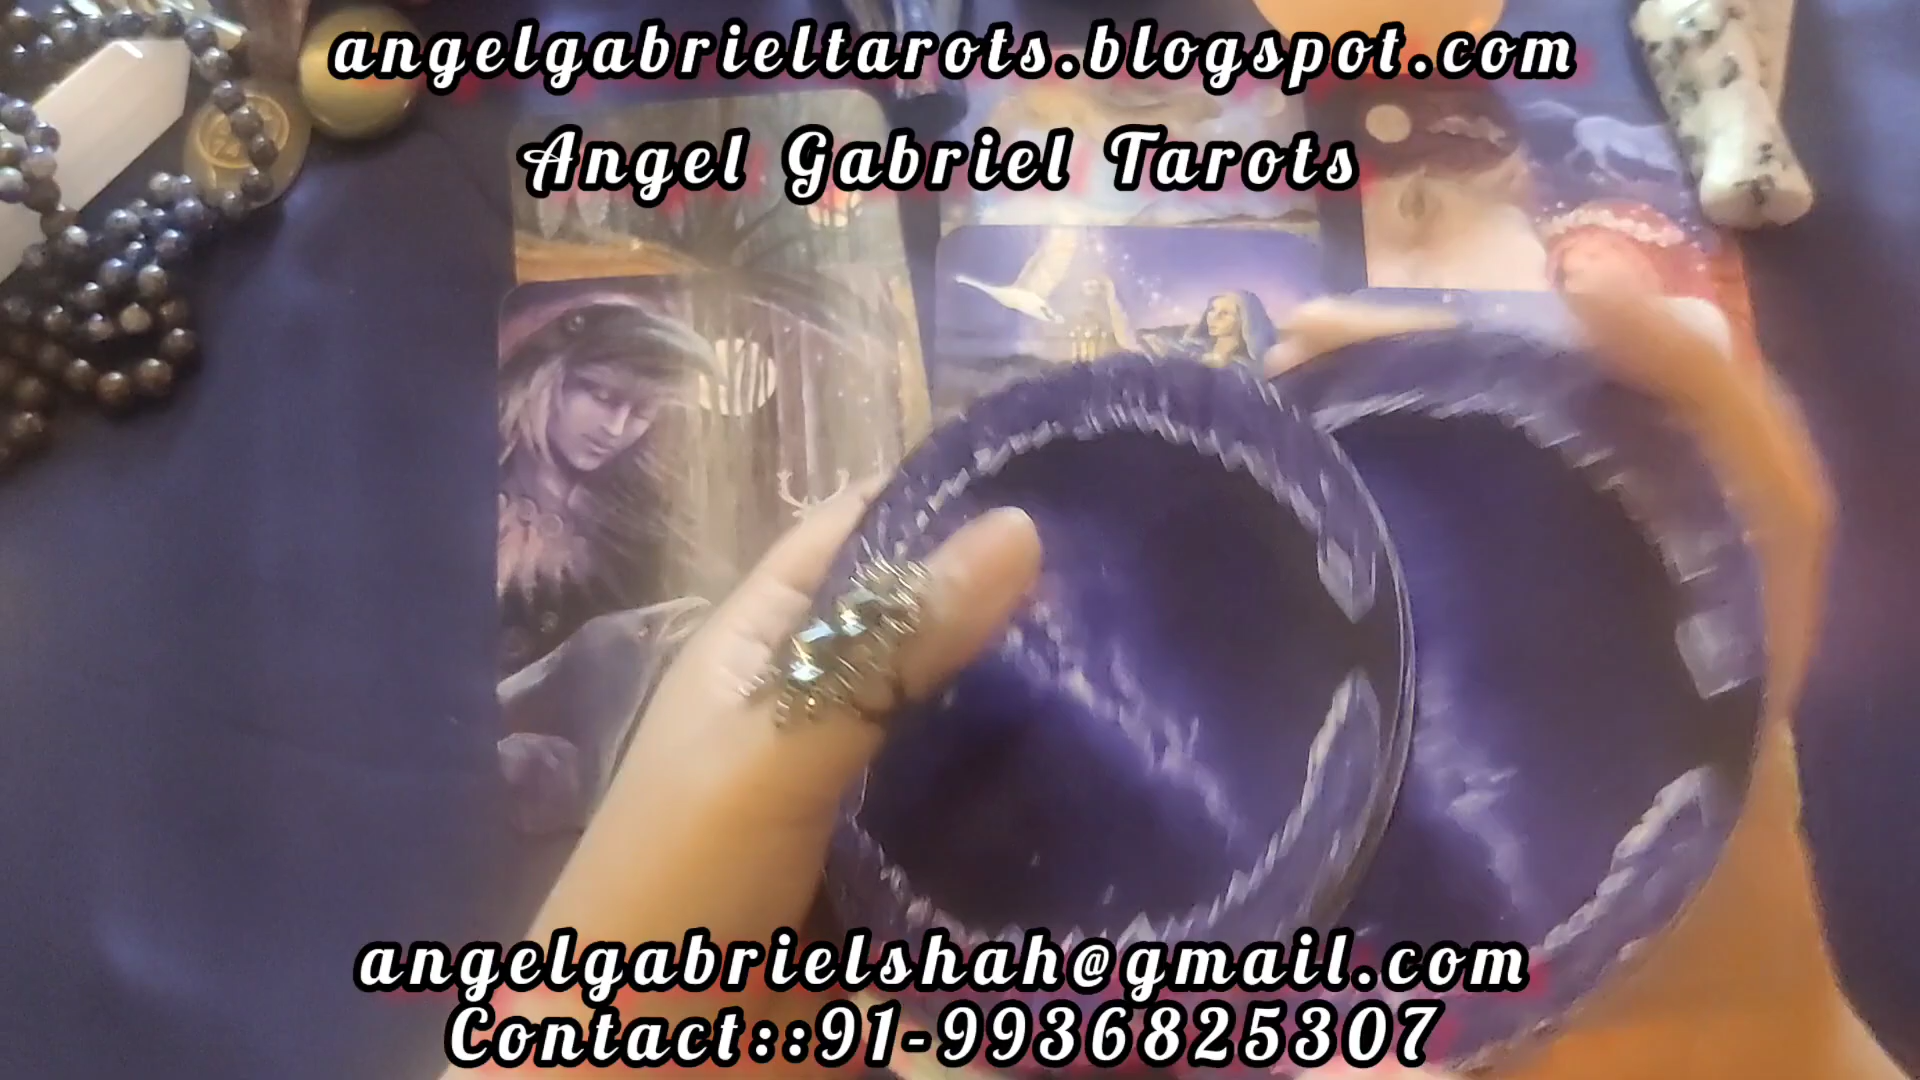 angelgabrieltarots.blogspot.com
Angel Gabriel Tarots
angelgabrielshah@gmail.com
Contact::91-9936825307